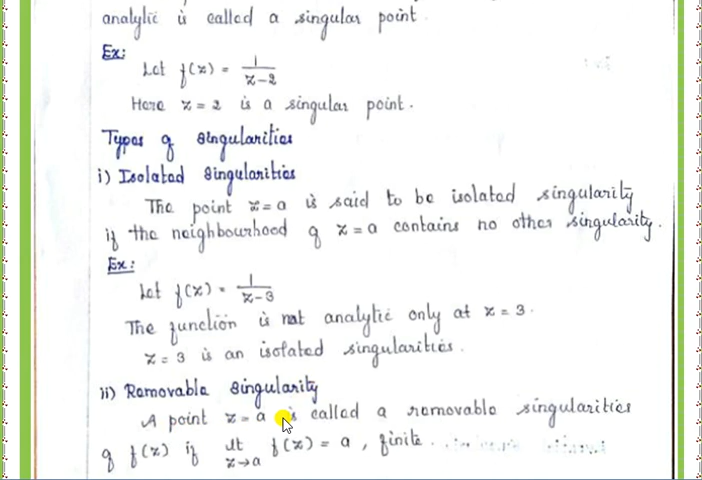 analytic is called a singular point.
Ex:
Let f(z) = 1/(z-2)
Here z = 2 is a singular point.
Types of singularities
i) Isolated singularities
The point z = a is said to be isolated singularity
if the neighbourhood of z = a contains no other singularity.
Ex:
Let f(z) = 1/(z-3)
The function is not analytic only at z = 3.
z = 3 is an isolated singularities.
ii) Removable singularity
A point z = a is called a removable singularities
of f(z) if lt z→a f(z) = a, finite.